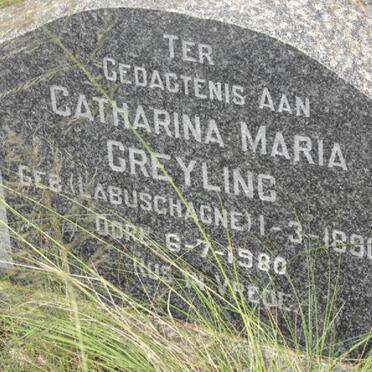 TER
GEDAGTENIS AAN
CATHARINA MARIA
GREYLING
GEB. (LABUSCHAGNE) 1-3-1890
OORL. 6-7-1980
RUS IN VREDE.